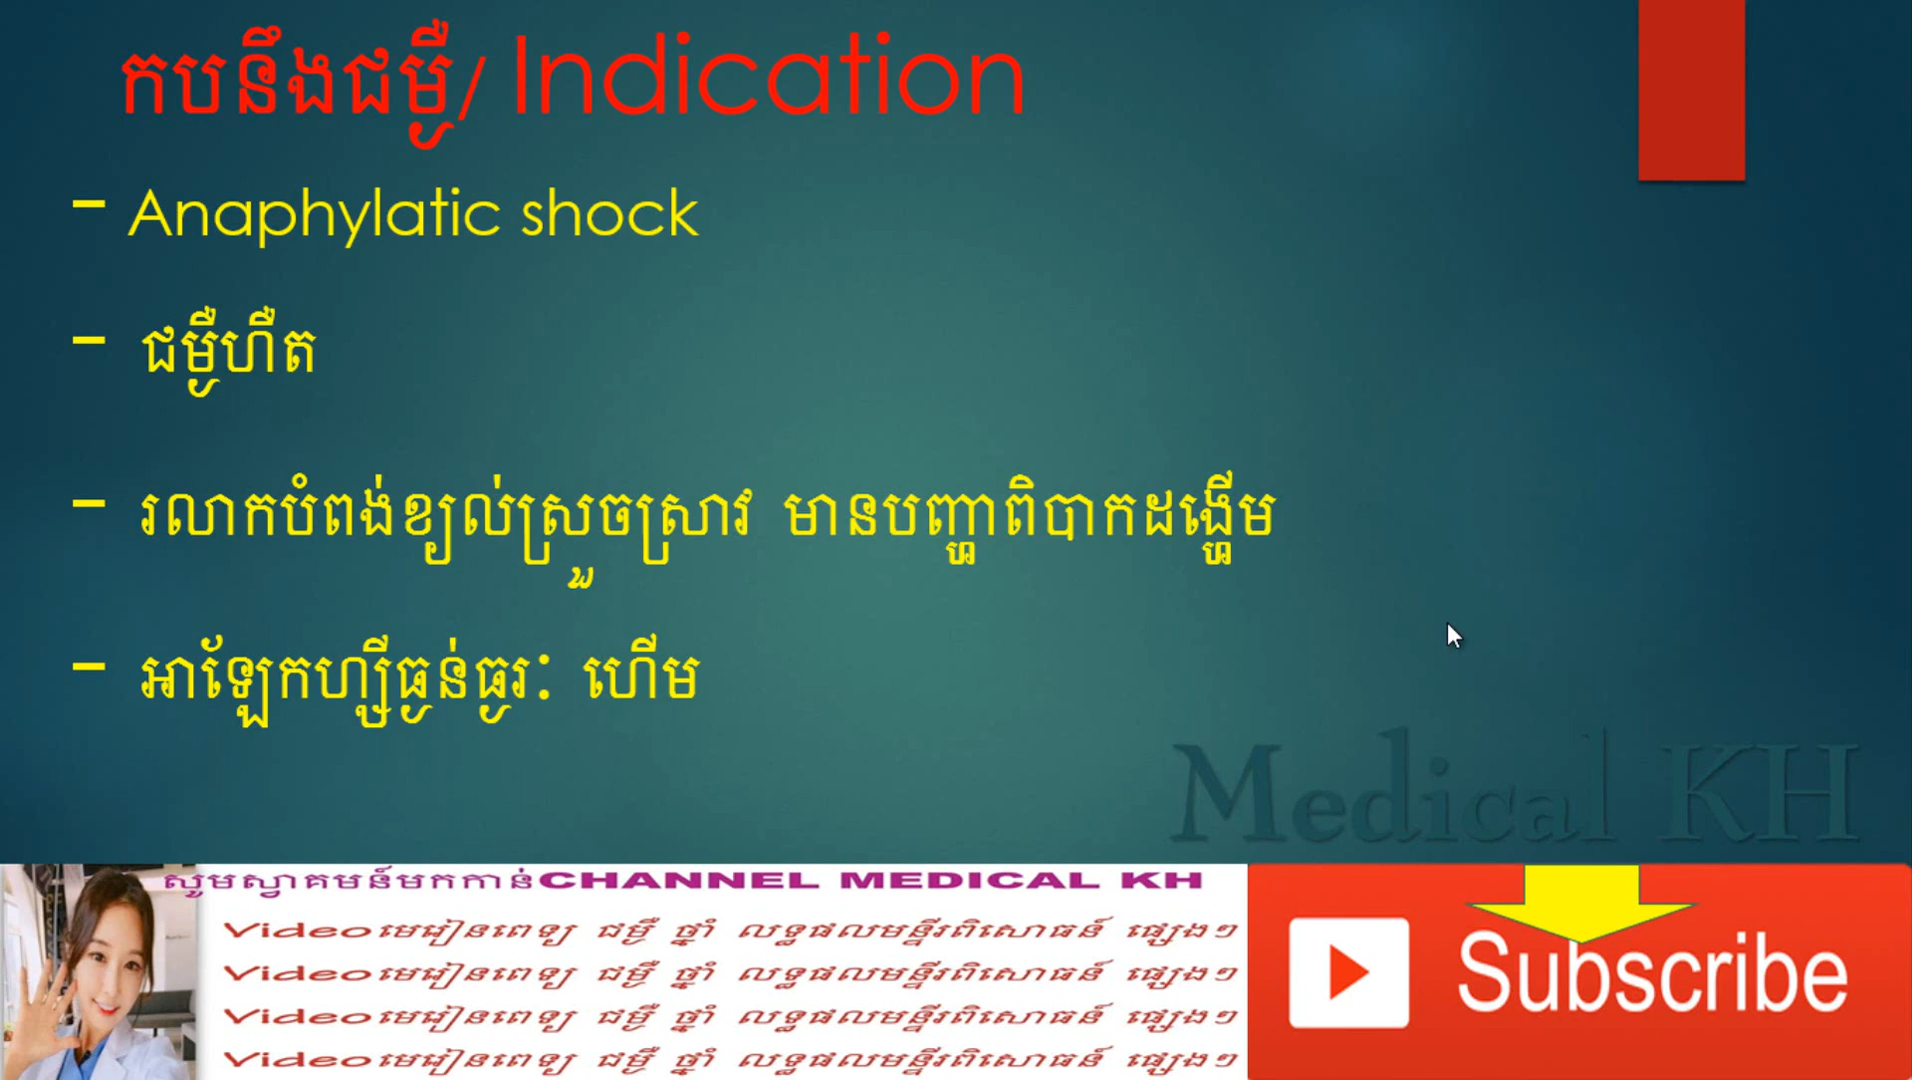 កបនឹងជម្ងឺ/ Indication
- Anaphylatic shock
- ជម្ងឺហឺត
- រលាកបំពង់ខ្យល់ស្រួចស្រាវ មានបញ្ហាពិបាកដង្ហើម
- អាឡែកហ្ស៊ីធ្ងន់ធ្ងរ: ហើម
Medical KH
សូមស្វាគមន៍មកកាន់CHANNEL MEDICAL KH
Videoមេរៀនពេទ្យ ជម្ងឺ ថ្នាំ លទ្ធផលមន្ទីរពិសោធន៍ ផ្សេងៗ
Videoមេរៀនពេទ្យ ជម្ងឺ ថ្នាំ លទ្ធផលមន្ទីរពិសោធន៍ ផ្សេងៗ
Videoមេរៀនពេទ្យ ជម្ងឺ ថ្នាំ លទ្ធផលមន្ទីរពិសោធន៍ ផ្សេងៗ
Videoមេរៀនពេទ្យ ជម្ងឺ ថ្នាំ លទ្ធផលមន្ទីរពិសោធន៍ ផ្សេងៗ
Subscribe